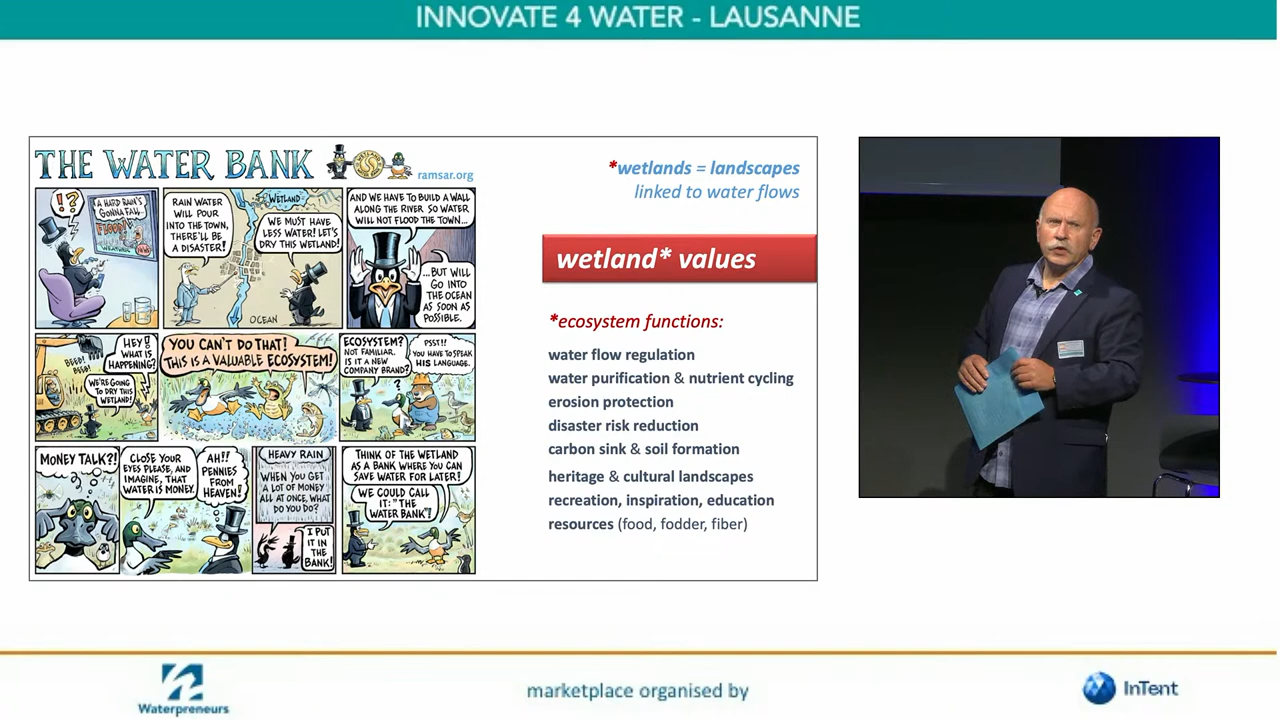 INNOVATE 4 WATER - LAUSANNE
THE WATER BANK
ramsar.org
!?
A HARD RAIN'S
GONNA FALL...
FLOOD!
RAIN WATER
WILL POUR
INTO THE TOWN,
THERE'LL BE
A DISASTER!
WETLAND
WE MUST HAVE
LESS WATER! LET'S
DRY THIS WETLAND!
OCEAN
AND WE HAVE TO BUILD A WALL
ALONG THE RIVER SO WATER
WILL NOT FLOOD THE TOWN...
...BUT WILL
GO INTO
THE OCEAN
AS SOON AS
POSSIBLE.
HEY!
WHAT IS
HAPPENING?
BEEP!
BEEP!
WE'RE GOING
TO DRY THIS
WETLAND!
YOU CAN'T DO THAT!
THIS IS A VALUABLE ECOSYSTEM!
ECOSYSTEM?
NOT FAMILIAR.
IS IT A NEW
COMPANY BRAND?
?
PSST!!
YOU HAVE TO SPEAK
HIS LANGUAGE.
MONEY TALK?!
CLOSE YOUR
EYES PLEASE, AND
IMAGINE, THAT
WATER IS MONEY.
AH!!
PENNIES
FROM
HEAVEN!
HEAVY RAIN
WHEN YOU GET
A LOT OF MONEY
ALL AT ONCE, WHAT
DO YOU DO?
I PUT
IT IN
THE
BANK!
THINK OF THE WETLAND
AS A BANK WHERE YOU CAN
SAVE WATER FOR LATER!
WE COULD CALL
IT: "THE
WATER BANK"!
*wetlands = landscapes
linked to water flows
wetland* values
*ecosystem functions:
water flow regulation
water purification & nutrient cycling
erosion protection
disaster risk reduction
carbon sink & soil formation
heritage & cultural landscapes
recreation, inspiration, education
resources (food, fodder, fiber)
Waterpreneurs
marketplace organised by
InTent